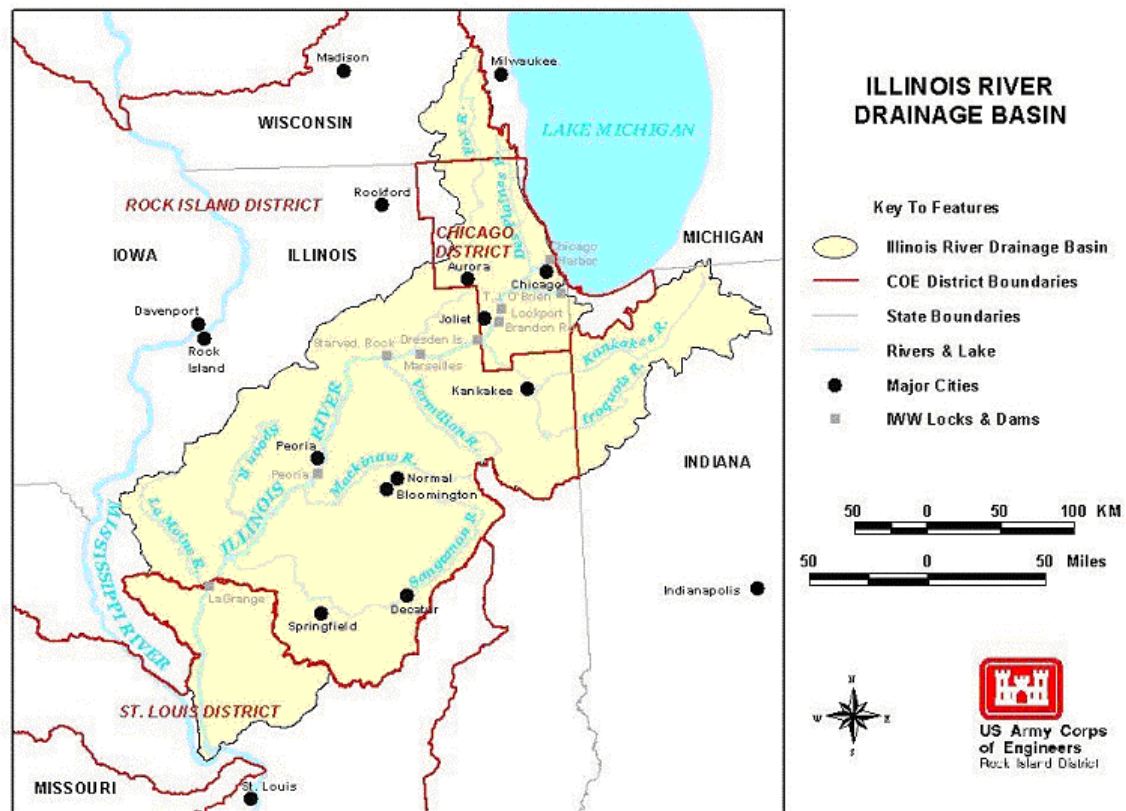 ILLINOIS RIVER
DRAINAGE BASIN
Key To Features
Illinois River Drainage Basin
COE District Boundaries
State Boundaries
Rivers & Lake
Major Cities
IWW Locks & Dams
50 0 50 100 KM
50 0 50 Miles
N
W E
S
US Army Corps
of Engineers
Rock Island District
Madison
Milwaukee
WISCONSIN
LAKE MICHIGAN
Fox R.
Des Plaines R.
Rockford
ROCK ISLAND DISTRICT
CHICAGO
DISTRICT
MICHIGAN
IOWA
ILLINOIS
Chicago
Harbor
Aurora
Chicago
T. J. O'Brien
Lockport
Brandon Rd
Joliet
Davenport
Rock
Island
Starved Rock
Dresden Is.
Marseilles
Kankakee R.
Iroquois R.
Kankakee
Vermilion R.
ILLINOIS RIVER
Spoon R.
Peoria
Peoria
Mackinaw R.
Normal
Bloomington
INDIANA
La Moine R.
MISSISSIPPI RIVER
Sangamon R.
LaGrange
Decatur
Springfield
Indianapolis
ST. LOUIS DISTRICT
MISSOURI
St. Louis